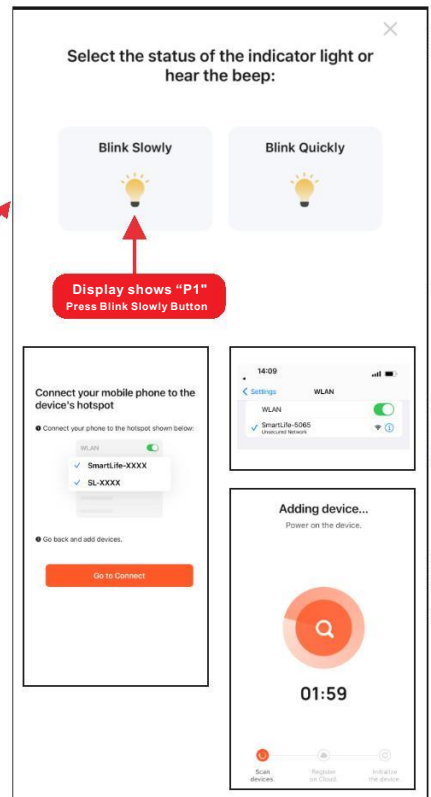 Select the status of the indicator light or
hear the beep:
Blink Slowly
Blink Quickly
Display shows “P1"
Press Blink Slowly Button
Connect your mobile phone to the
device's hotspot
❶ Connect your phone to the hotspot shown below:
WLAN
SmartLife-XXXX
SL-XXXX
❷ Go back and add devices.
Go to Connect
14:09
Settings
WLAN
WLAN
SmartLife-5065
Unsecured Network
Adding device...
Power on the device.
01:59
Scan
devices.
Register
on Cloud.
Initialize
the device.